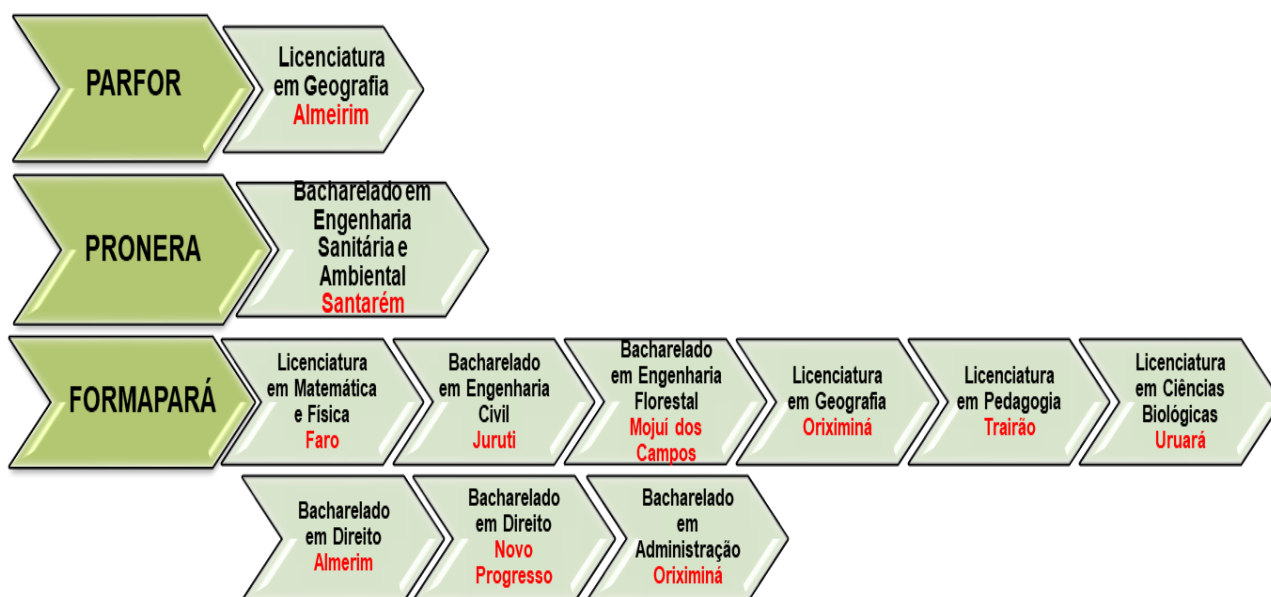 PARFOR
Licenciatura
em Geografia
Almeirim
PRONERA
Bacharelado em
Engenharia
Sanitária e
Ambiental
Santarém
FORMAPARÁ
Licenciatura
em Matemática
e Física
Faro
Bacharelado
em Engenharia
Civil
Juruti
Bacharelado
em Engenharia
Florestal
Mojuí dos
Campos
Licenciatura
em Geografia
Oriximiná
Licenciatura
em Pedagogia
Trairão
Licenciatura
em Ciências
Biológicas
Uruará
Bacharelado
em Direito
Almerim
Bacharelado
em Direito
Novo
Progresso
Bacharelado
em
Administração
Oriximiná